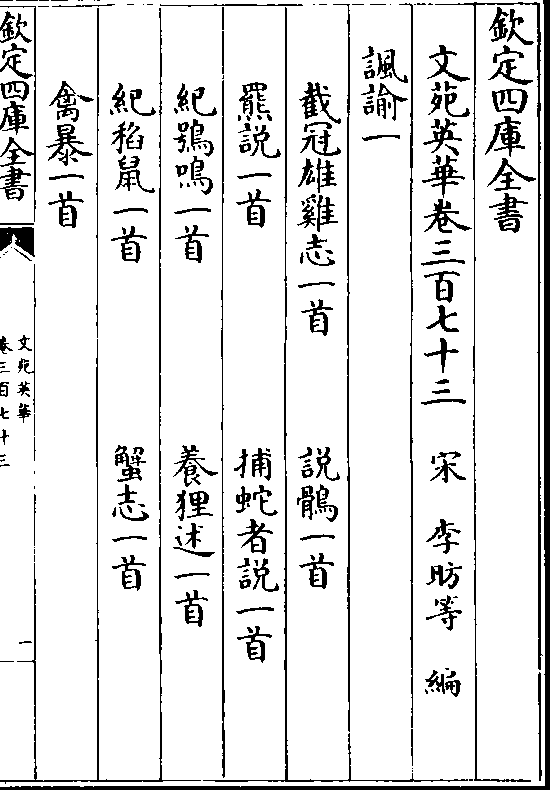 欽定四庫全書
文苑英華卷三百七十三 宋 李昉等 編
諷諭一
截冠雄雞志一首 說鶻一首
羆説一首 捕蛇者説一首
紀鴞鳴一首 養狸述一首
紀稻鼠一首 蟹志一首
禽暴一首
欽定四庫全書
文苑英華
卷三百七十三
一